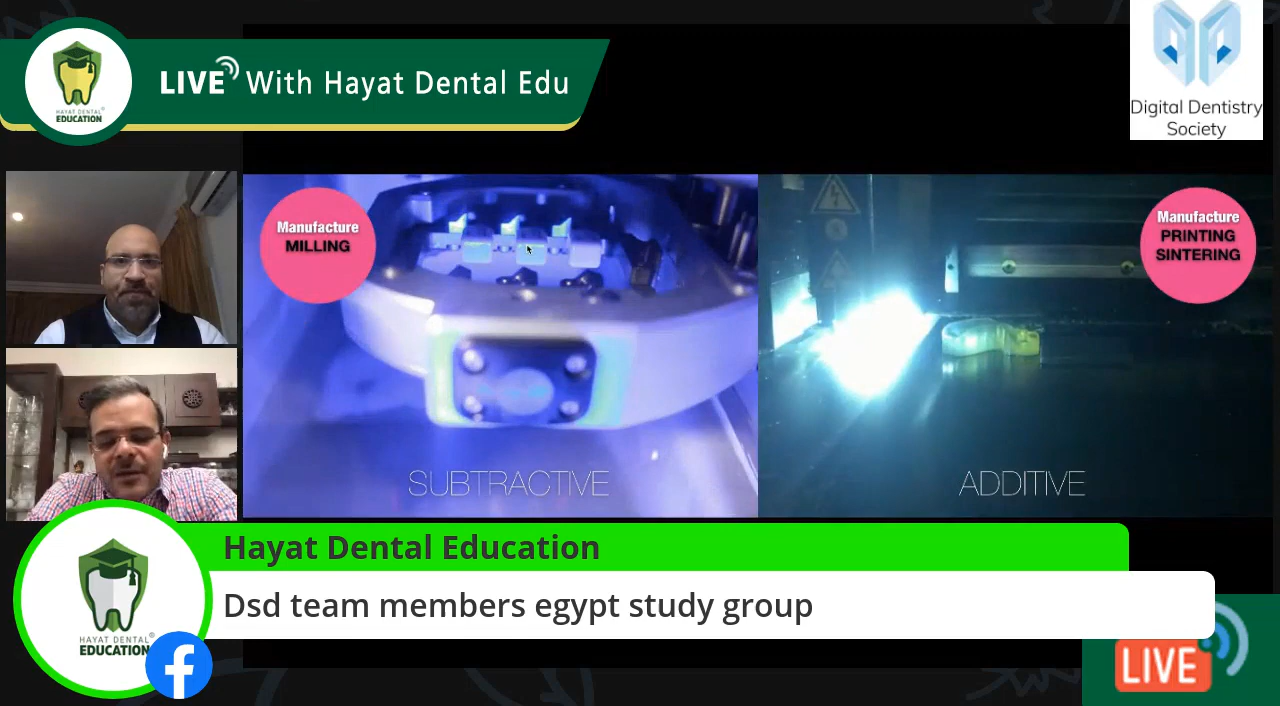 LIVE With Hayat Dental Edu
HAYAT DENTAL
EDUCATION
Digital Dentistry
Society
Manufacture
MILLING
Manufacture
PRINTING
SINTERING
SUBTRACTIVE
ADDITIVE
Hayat Dental Education
Dsd team members egypt study group
HAYAT DENTAL®
EDUCATION
LIVE